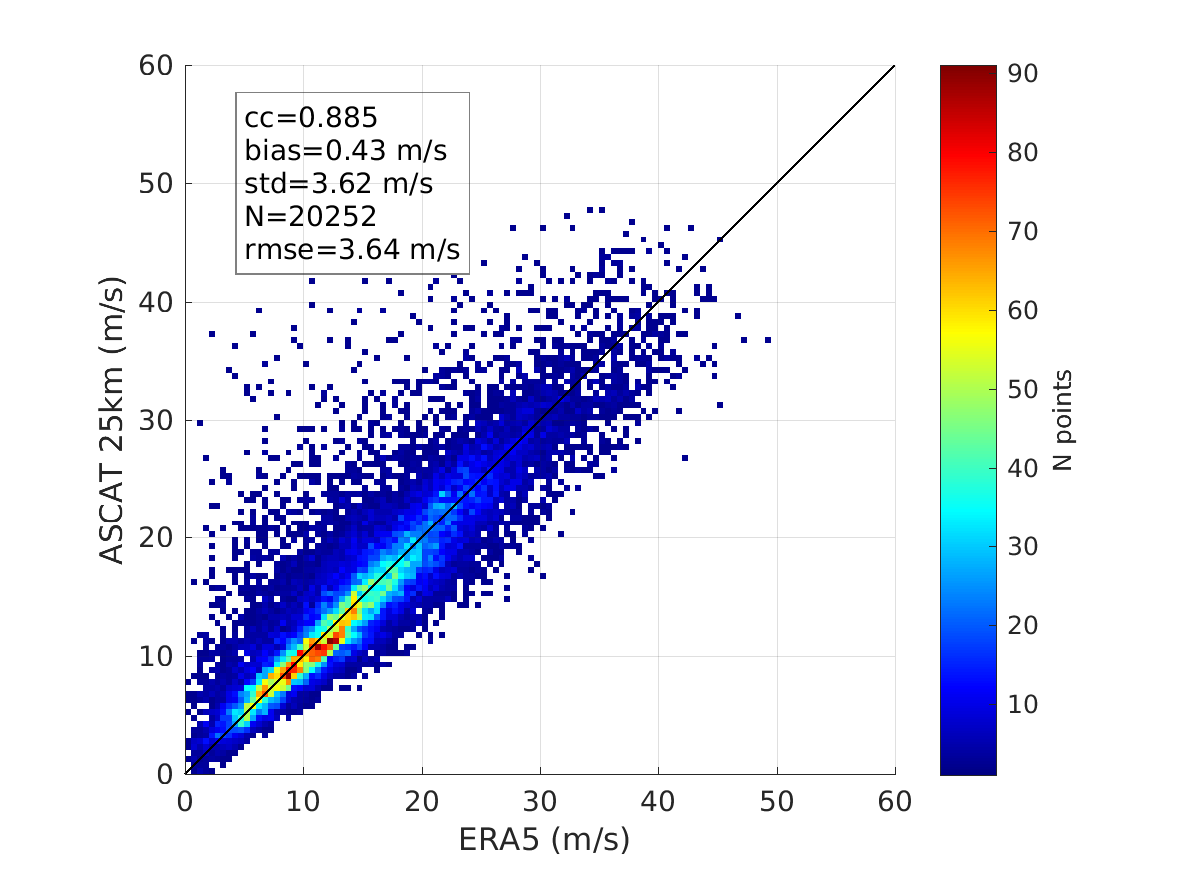 cc=0.885
bias=0.43 m/s
std=3.62 m/s
N=20252
rmse=3.64 m/s
60
50
40
30
20
10
0
ASCAT 25km (m/s)
0 10 20 30 40 50 60
ERA5 (m/s)
90
80
70
60
50
40
30
20
10
N points